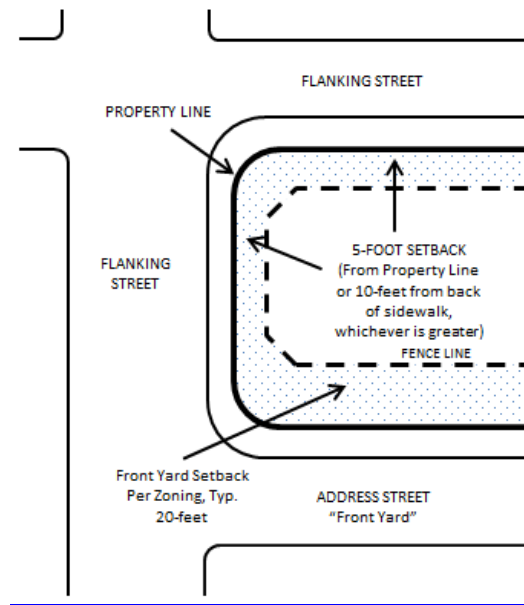 FLANKING STREET
PROPERTY LINE
FLANKING
STREET
5-FOOT SETBACK
(From Property Line
or 10-feet from back
of sidewalk,
whichever is greater)
FENCE LINE
Front Yard Setback
Per Zoning, Typ.
20-feet
ADDRESS STREET
“Front Yard”